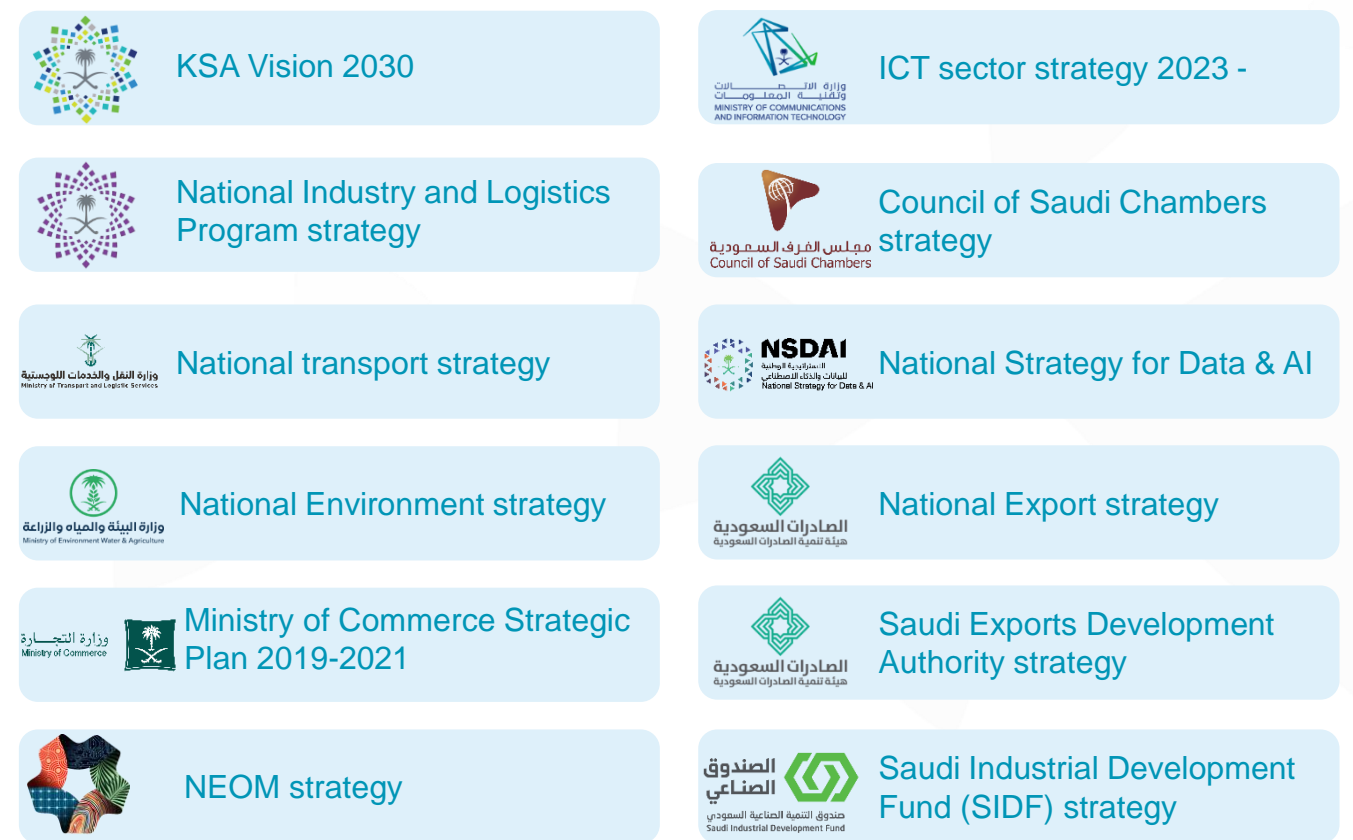 KSA Vision 2030
وزارة الاتصالات
وتقنية المعلومات
MINISTRY OF COMMUNICATIONS
AND INFORMATION TECHNOLOGY
ICT sector strategy 2023 -
National Industry and Logistics
Program strategy
مجلس الغرف السعودية
Council of Saudi Chambers
Council of Saudi Chambers
strategy
وزارة النقل والخدمات اللوجستية
Ministry of Transport and Logistic Services
National transport strategy
NSDAI
الاستراتيجية الوطنية
للبيانات والذكاء الاصطناعي
National Strategy for Data & AI
National Strategy for Data & AI
وزارة البيئة والمياه والزراعة
Ministry of Environment Water & Agriculture
National Environment strategy
الصادرات السعودية
هيئة تنمية الصادرات السعودية
National Export strategy
وزارة التجارة
Ministry of Commerce
Ministry of Commerce Strategic
Plan 2019-2021
الصادرات السعودية
هيئة تنمية الصادرات السعودية
Saudi Exports Development
Authority strategy
NEOM strategy
الصندوق
الصناعي
صندوق التنمية الصناعية السعودي
Saudi Industrial Development Fund
Saudi Industrial Development
Fund (SIDF) strategy